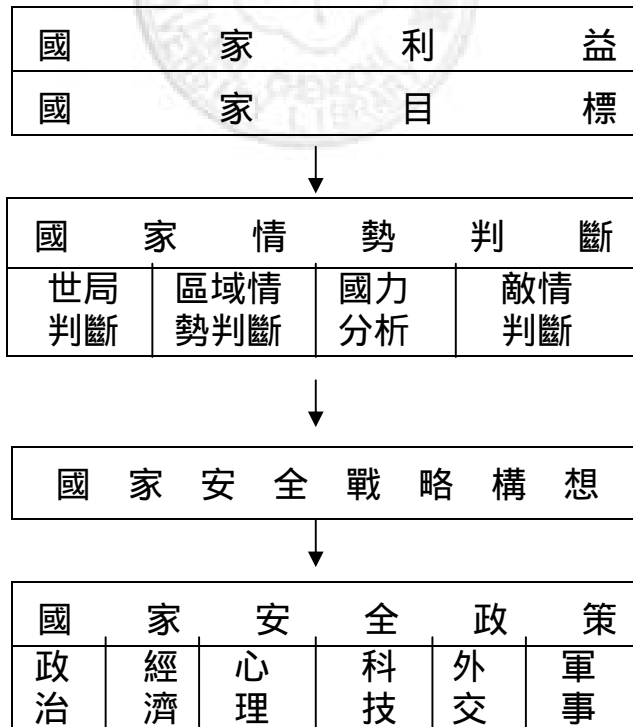 國家利益
國家目標
國家情勢判斷
世局判斷
區域情勢判斷
國力分析
敵情判斷
國家安全戰略構想
國家安全政策
政治
經濟
心理
科技
外交
軍事